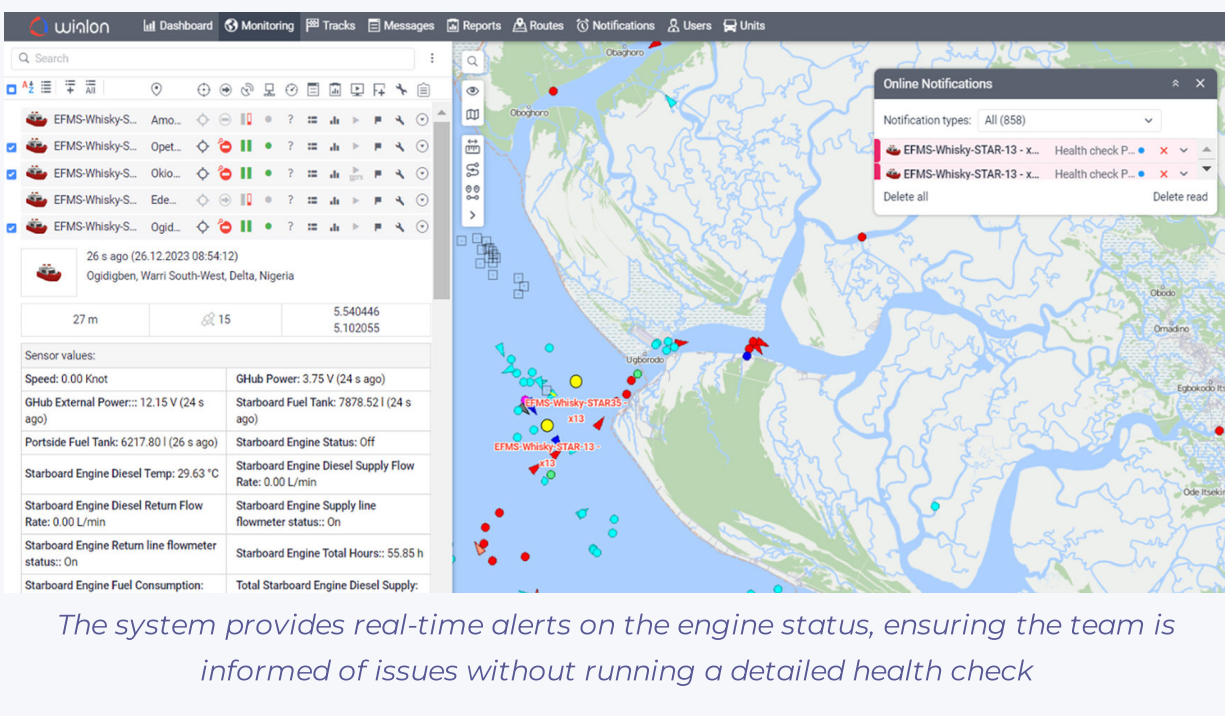 wialon
Dashboard Monitoring Tracks Messages Reports Routes Notifications Users Units
Search
EFMS-Whisky-S... Amo... ?
EFMS-Whisky-S... Opet... ?
EFMS-Whisky-S... Okio... ?
EFMS-Whisky-S... Ede... ?
EFMS-Whisky-S... Ogid... ?
26 s ago (26.12.2023 08:54:12)
Ogidigben, Warri South-West, Delta, Nigeria
27 m 15 5.540446
5.102055
Sensor values:
Speed: 0.00 Knot
GHub Power: 3.75 V (24 s ago)
GHub External Power::: 12.15 V (24 s
ago)
Starboard Fuel Tank: 7878.52 l (24 s
ago)
Portside Fuel Tank: 6217.80 l (26 s ago)
Starboard Engine Status: Off
Starboard Engine Diesel Temp: 29.63 °C
Starboard Engine Diesel Supply Flow
Rate: 0.00 L/min
Starboard Engine Diesel Return Flow
Rate: 0.00 L/min
Starboard Engine Supply line
flowmeter status:: On
Starboard Engine Return line flowmeter
status:: On
Starboard Engine Total Hours:: 55.85 h
Starboard Engine Fuel Consumption:
Total Starboard Engine Diesel Supply:
Obaghoro
Oboghoro
Ugborodo
EFMS-Whisky-STAR35 -
x13
EFMS-Whisky-STAR-13 -
x13
Obodo
Omadino
Egbokodo Its
Ode Itsekir
Online Notifications
Notification types: All (858)
EFMS-Whisky-STAR-13 - x... Health check P...
EFMS-Whisky-STAR-13 - x... Health check P...
Delete all Delete read
The system provides real-time alerts on the engine status, ensuring the team is
informed of issues without running a detailed health check